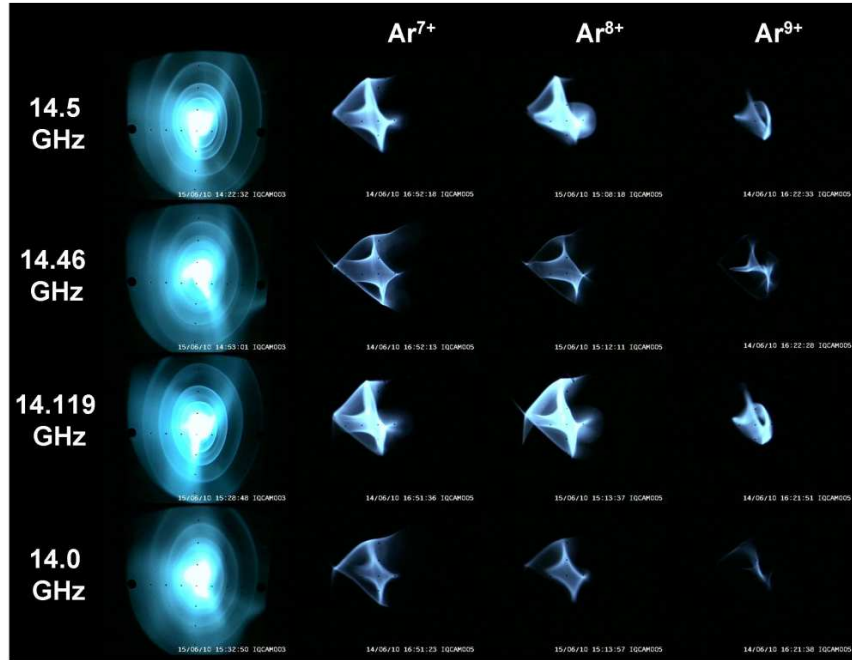 Ar7+ Ar8+ Ar9+
14.5
GHz
15/06/10 14:22:32 IQCAM003 14/06/10 16:52:18 IQCAM005 15/06/10 15:08:18 IQCAM005 14/06/10 16:22:33 IQCAM005
14.46
GHz
15/06/10 14:53:01 IQCAM003 14/06/10 16:52:13 IQCAM005 15/06/10 15:12:11 IQCAM005 14/06/10 16:22:28 IQCAM005
14.119
GHz
15/06/10 15:28:48 IQCAM003 14/06/10 16:51:36 IQCAM005 15/06/10 15:13:37 IQCAM005 14/06/10 16:21:51 IQCAM005
14.0
GHz
15/06/10 15:32:50 IQCAM003 14/06/10 16:51:23 IQCAM005 15/06/10 15:13:57 IQCAM005 14/06/10 16:21:38 IQCAM005